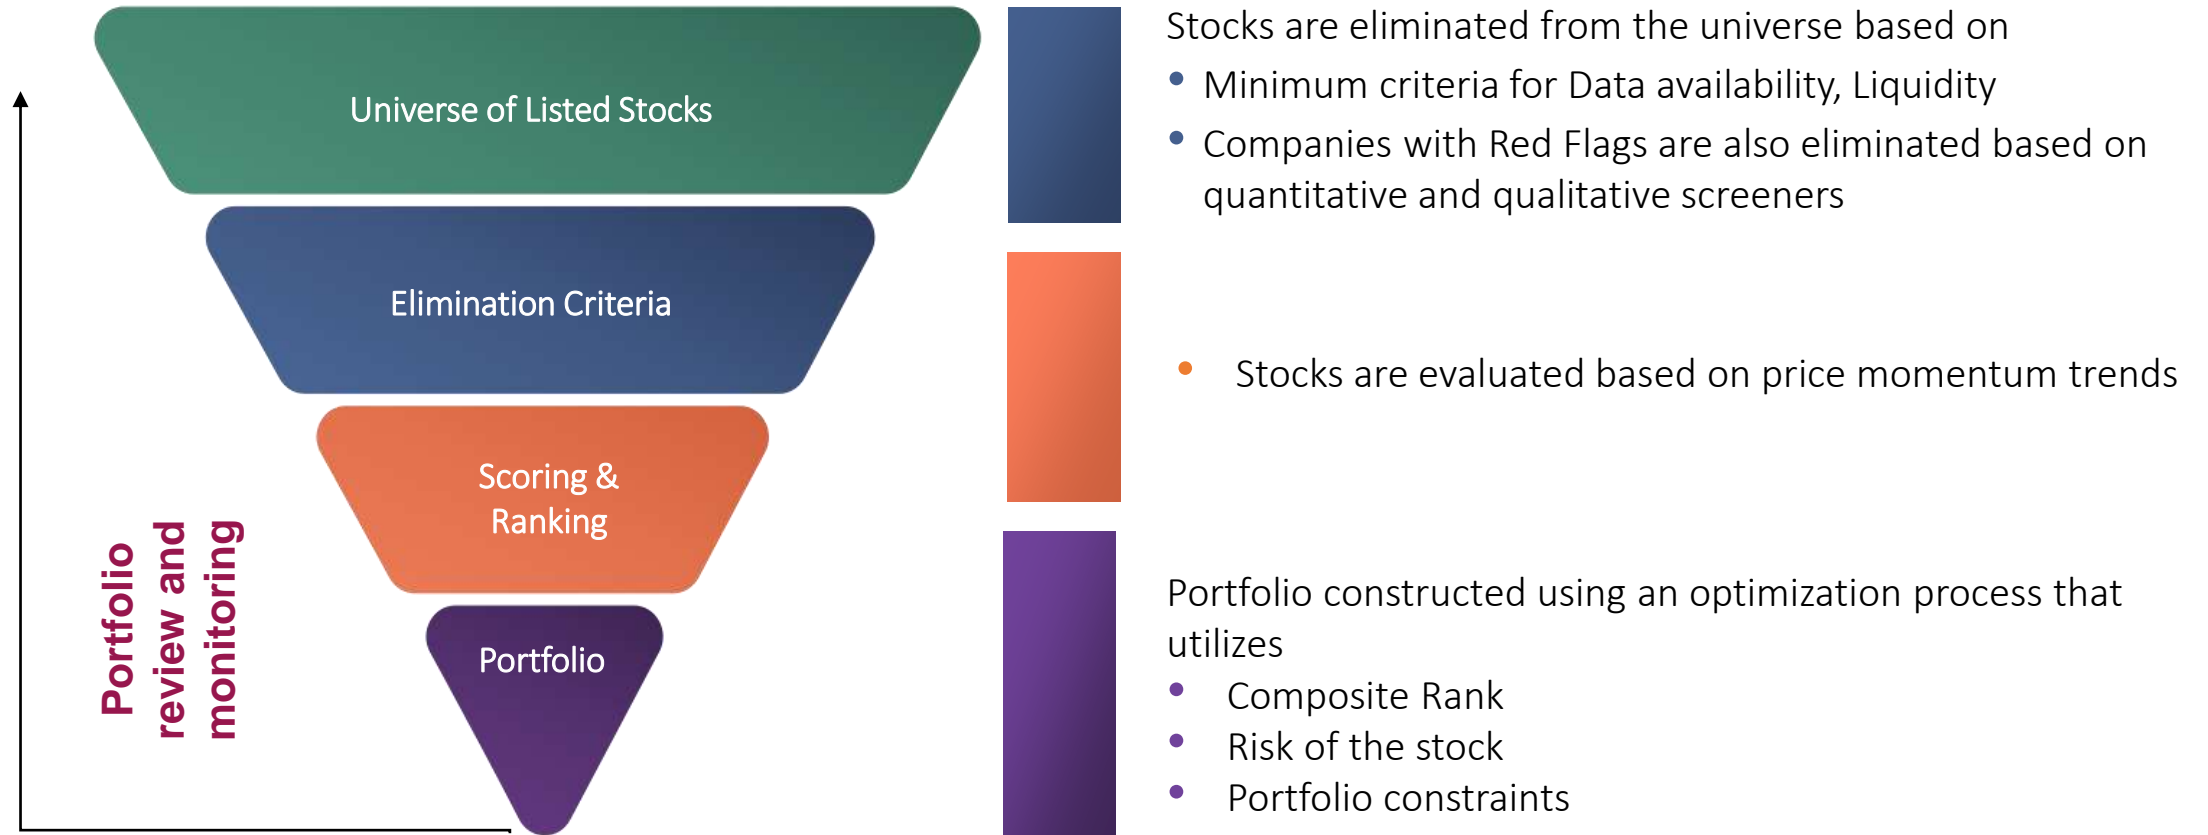 Universe of Listed Stocks
Elimination Criteria
Scoring &
Ranking
Portfolio
Portfolio
review and
monitoring
Stocks are eliminated from the universe based on
• Minimum criteria for Data availability, Liquidity
• Companies with Red Flags are also eliminated based on
quantitative and qualitative screeners
• Stocks are evaluated based on price momentum trends
Portfolio constructed using an optimization process that
utilizes
• Composite Rank
• Risk of the stock
• Portfolio constraints